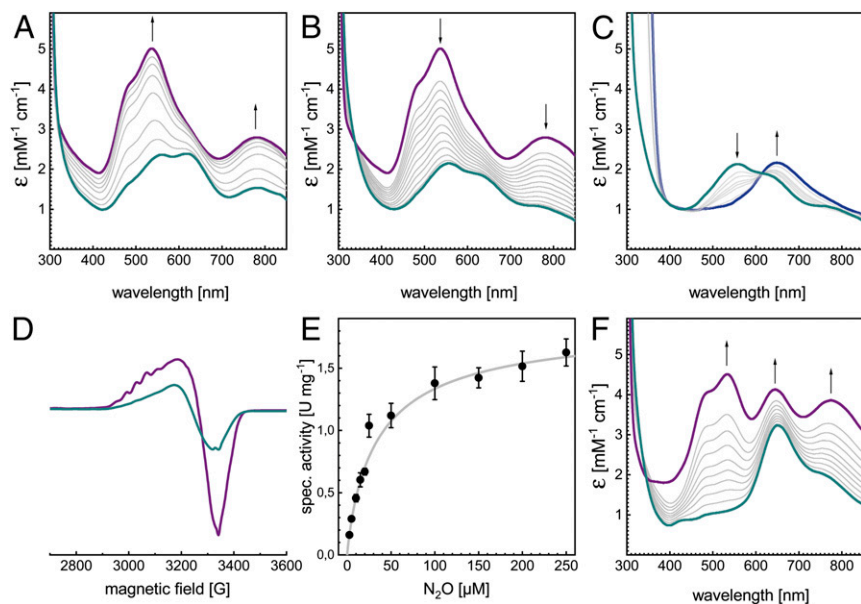 A
B
C
ε [mM⁻¹ cm⁻¹]
5
4
3
2
1
300 400 500 600 700 800
wavelength [nm]
ε [mM⁻¹ cm⁻¹]
5
4
3
2
1
300 400 500 600 700 800
wavelength [nm]
ε [mM⁻¹ cm⁻¹]
5
4
3
2
1
300 400 500 600 700 800
wavelength [nm]
D
E
F
3000 3200 3400 3600
magnetic field [G]
spec. activity [U mg⁻¹]
1.5
1.0
0.5
0,0
0 50 100 150 200 250
N₂O [µM]
ε [mM⁻¹ cm⁻¹]
5
4
3
2
1
300 400 500 600 700 800
wavelength [nm]